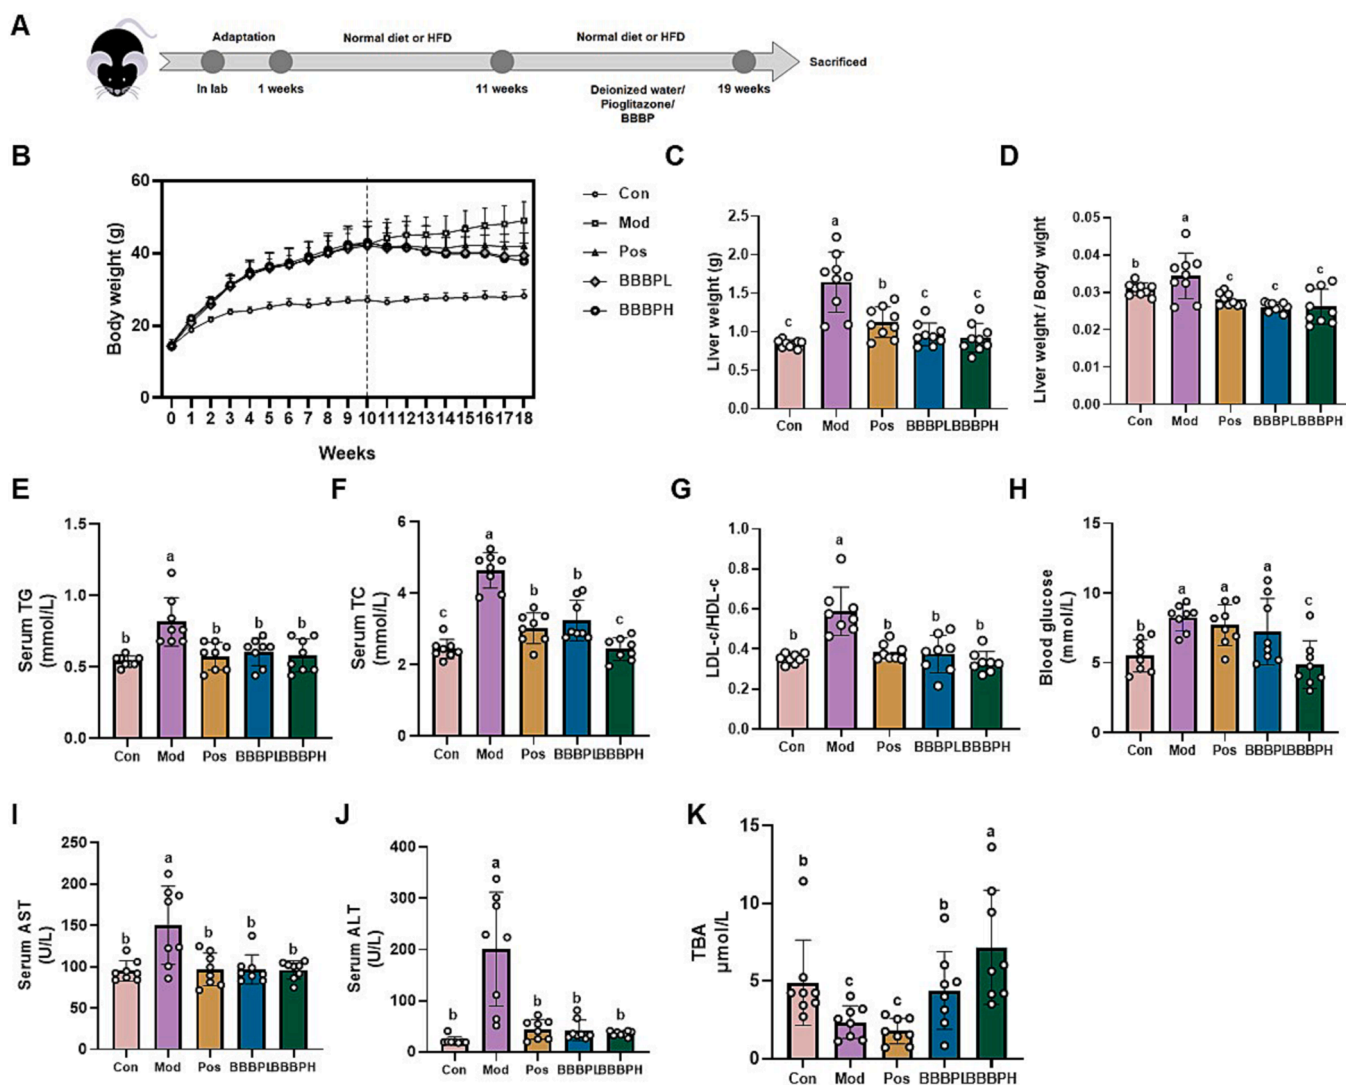 A
Adaptation
Normal diet or HFD
Normal diet or HFD
Sacrificed
In lab
1 weeks
11 weeks
Deionized water/
Pioglitazone/
BBBP
19 weeks
B
Body weight (g)
60
40
20
0
0 1 2 3 4 5 6 7 8 9 10 11 12 13 14 15 16 17 18
Weeks
Con
Mod
Pos
BBBPL
BBBPH
C
Liver weight (g)
2.5
2.0
1.5
1.0
0.5
0.0
c a b c c
Con Mod Pos BBBPL BBBPH
D
Liver weight / Body wight
0.05
0.04
0.03
0.02
0.01
0.00
b a c c c
Con Mod Pos BBBPL BBBPH
E
Serum TG
(mmol/L)
1.5
1.0
0.5
0.0
b a b b b
Con Mod Pos BBBPL BBBPH
F
Serum TC
(mmol/L)
6
4
2
0
c a b b c
Con Mod Pos BBBPL BBBPH
G
LDL-c/HDL-c
1.0
0.8
0.6
0.4
0.2
0.0
b a b b b
Con Mod Pos BBBPL BBBPH
H
Blood glucose
(mmol/L)
15
10
5
0
b a a a c
Con Mod Pos BBBPL BBBPH
I
Serum AST
(U/L)
250
200
150
100
50
0
b a b b b
Con Mod Pos BBBPL BBBPH
J
Serum ALT
(U/L)
400
300
200
100
0
b a b b b
Con Mod Pos BBBPL BBBPH
K
TBA
μmol/L
15
10
5
0
b c c b a
Con Mod Pos BBBPL BBBPH